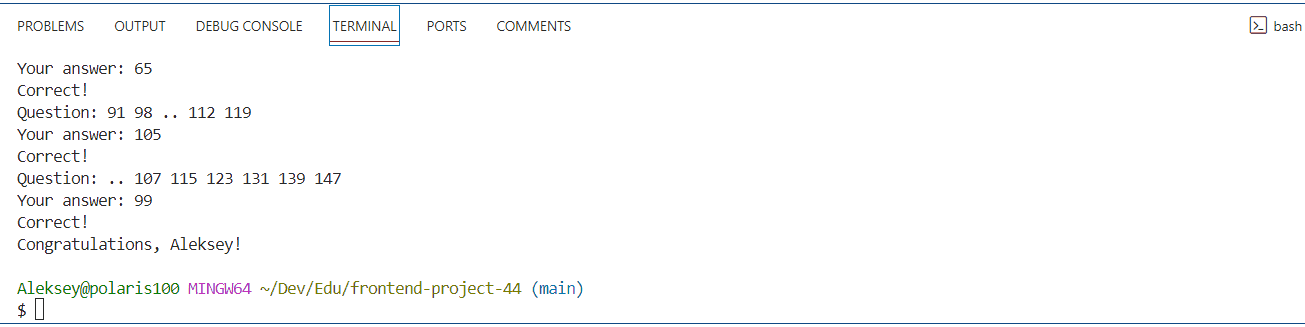 PROBLEMS OUTPUT DEBUG CONSOLE TERMINAL PORTS COMMENTS bash
Your answer: 65
Correct!
Question: 91 98 .. 112 119
Your answer: 105
Correct!
Question: .. 107 115 123 131 139 147
Your answer: 99
Correct!
Congratulations, Aleksey!
Aleksey@polaris100 MINGW64 ~/Dev/Edu/frontend-project-44 (main)
$